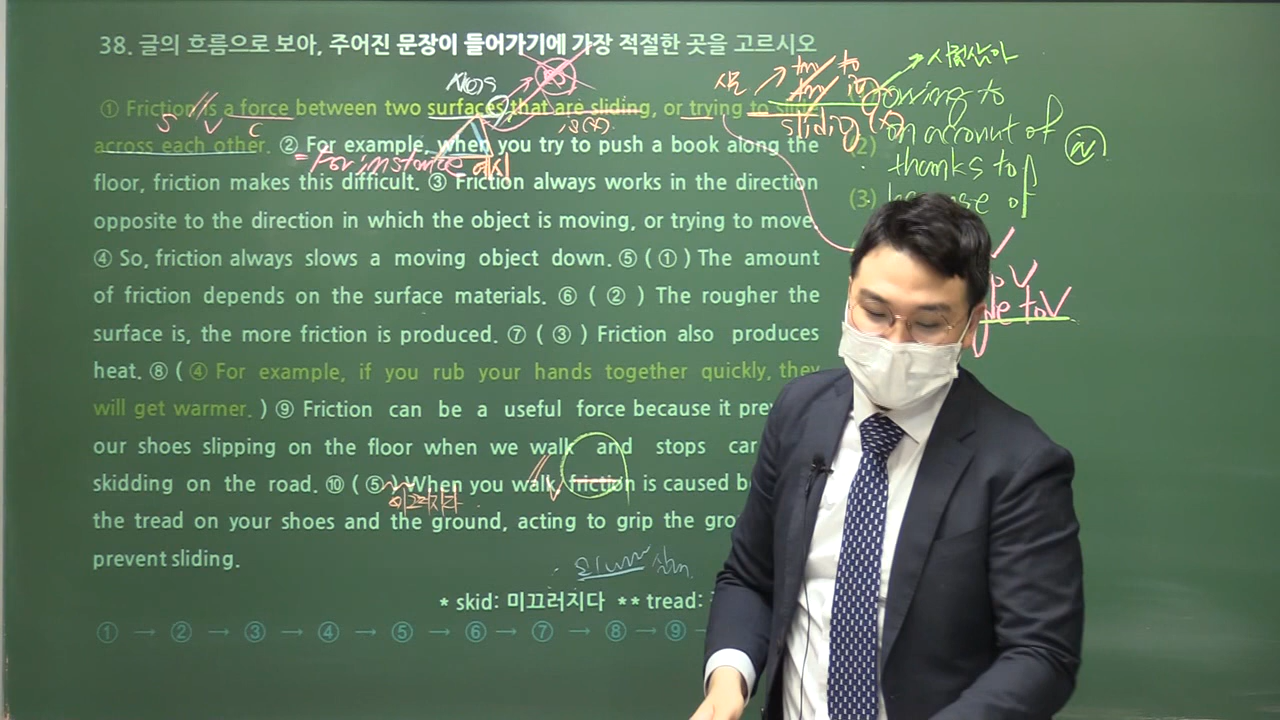 38. 글의 흐름으로 보아, 주어진 문장이 들어가기에 가장 적절한 곳을 고르시오
① Friction is a force between two surfaces that are sliding, or trying to slide
across each other. ② For example, when you try to push a book along the
floor, friction makes this difficult. ③ Friction always works in the direction
opposite to the direction in which the object is moving, or trying to move.
④ So, friction always slows a moving object down. ⑤ ( ① ) The amount
of friction depends on the surface materials. ⑥ ( ② ) The rougher the
surface is, the more friction is produced. ⑦ ( ③ ) Friction also produces
heat. ⑧ ( ④ For example, if you rub your hands together quickly, they
will get warmer. ) ⑨ Friction can be a useful force because it
our shoes slipping on the floor when we walk and stops
skidding on the road. ⑩ ( ⑤ ) When you walk, friction is caused
the tread on your shoes and the ground, acting to grip the
prevent sliding.
* skid: 미끄러지다 ** tread:
① → ② → ③ → ④ → ⑤ → ⑥ → ⑦ → ⑧ → ⑨
S V C
= For instance 예시
try to
sliding
owing to
(2) on account of
thanks to
(3) because of
to V